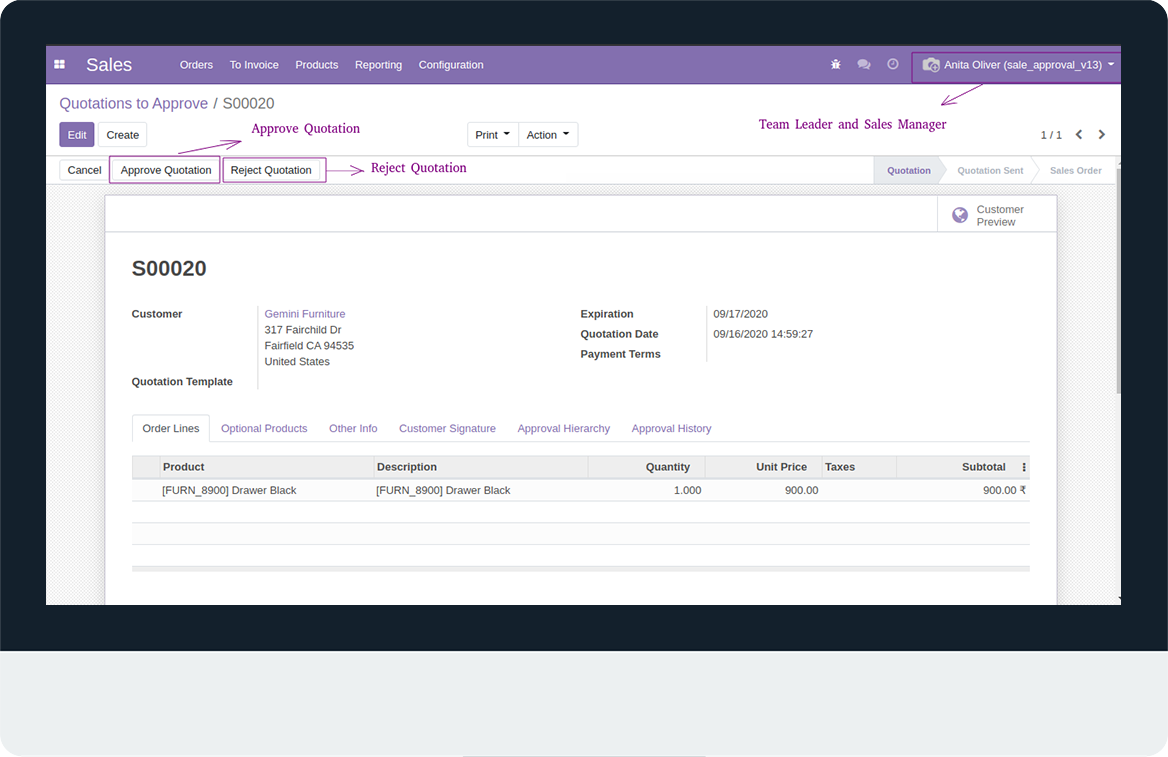 Sales Orders To Invoice Products Reporting Configuration Anita Oliver (sale_approval_v13)
Quotations to Approve / S00020
Edit Create Approve Quotation Print Action Team Leader and Sales Manager 1 / 1
Cancel Approve Quotation Reject Quotation Reject Quotation Quotation Quotation Sent Sales Order
Customer
Preview
S00020
Customer Gemini Furniture Expiration 09/17/2020
317 Fairchild Dr Quotation Date 09/16/2020 14:59:27
Fairfield CA 94535 Payment Terms
United States
Quotation Template
Order Lines Optional Products Other Info Customer Signature Approval Hierarchy Approval History
Product Description Quantity Unit Price Taxes Subtotal
[FURN_8900] Drawer Black [FURN_8900] Drawer Black 1.000 900.00 900.00 ₹